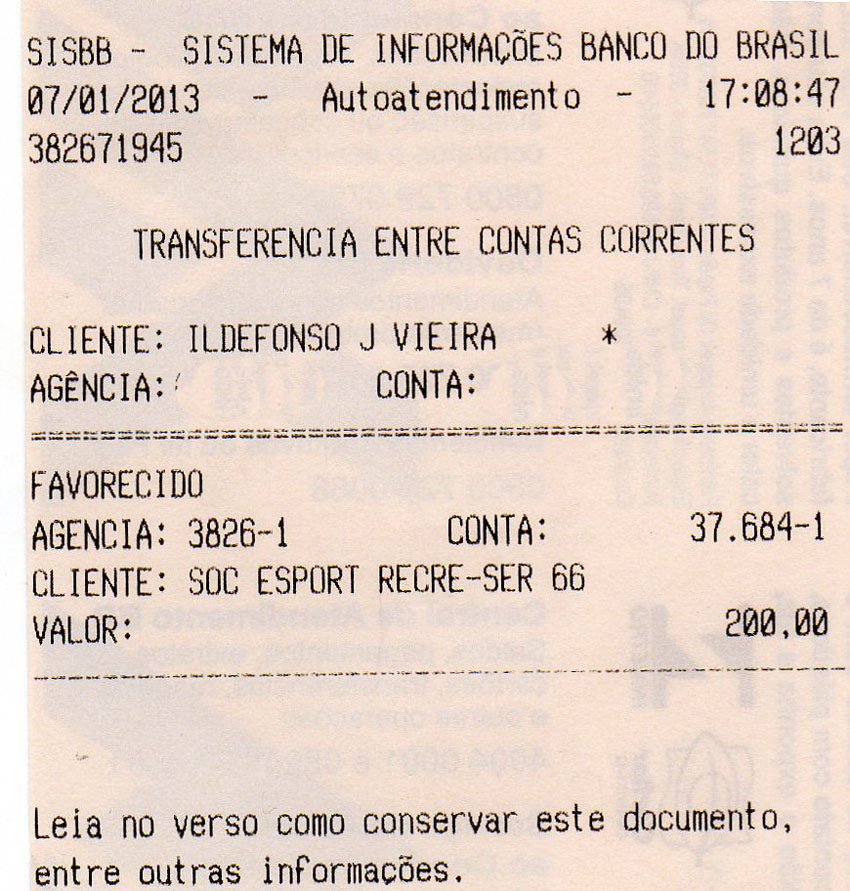 SISBB - SISTEMA DE INFORMAÇÕES BANCO DO BRASIL
07/01/2013 - Autoatendimento - 17:08:47
382671945 1203
TRANSFERENCIA ENTRE CONTAS CORRENTES
CLIENTE: ILDEFONSO J VIEIRA *
AGÊNCIA: CONTA:
================================================
FAVORECIDO
AGENCIA: 3826-1 CONTA: 37.684-1
CLIENTE: SOC ESPORT RECRE-SER 66
VALOR: 200,00
------------------------------------------------
Leia no verso como conservar este documento,
entre outras informações.